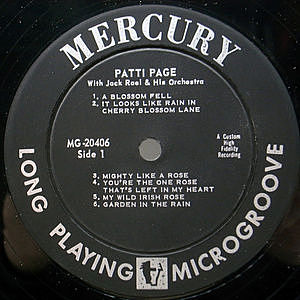 MERCURY
PATTI PAGE
With Jack Rael & His Orchestra
1. A BLOSSOM FELL
2. IT LOOKS LIKE RAIN IN
CHERRY BLOSSOM LANE
MG-20406
Side 1
A Custom
High
Fidelity
Recording
3. MIGHTY LIKE A ROSE
4. YOU'RE THE ONE ROSE
THAT'S LEFT IN MY HEART
5. MY WILD IRISH ROSE
6. GARDEN IN THE RAIN
LONG PLAYING MICROGROOVE